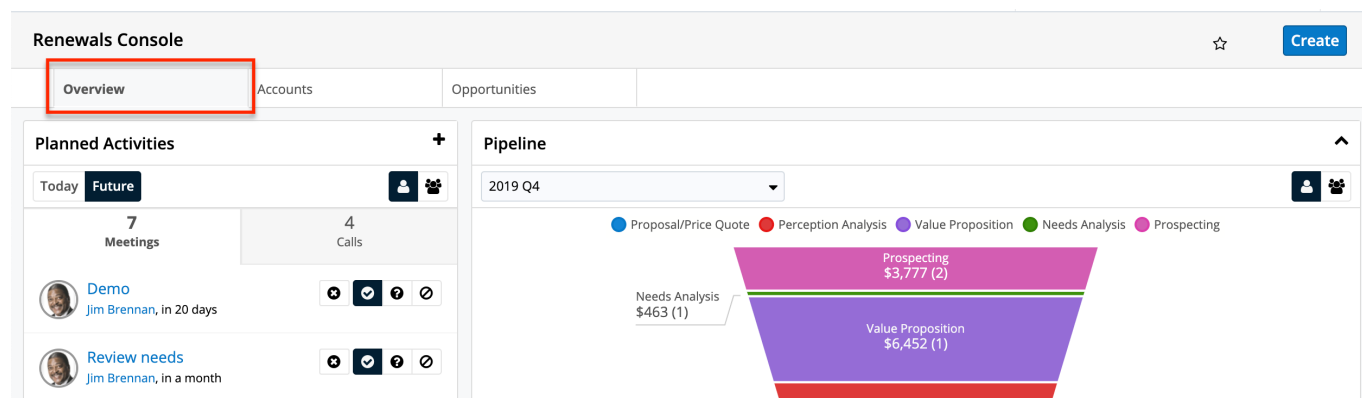 Renewals Console
Create
Overview
Accounts
Opportunities
Planned Activities
Today
Future
7
Meetings
4
Calls
Demo
Jim Brennan, in 20 days
Review needs
Jim Brennan, in a month
Pipeline
2019 Q4
Proposal/Price Quote
Perception Analysis
Value Proposition
Needs Analysis
Prospecting
Prospecting
$3,777 (2)
Needs Analysis
$463 (1)
Value Proposition
$6,452 (1)